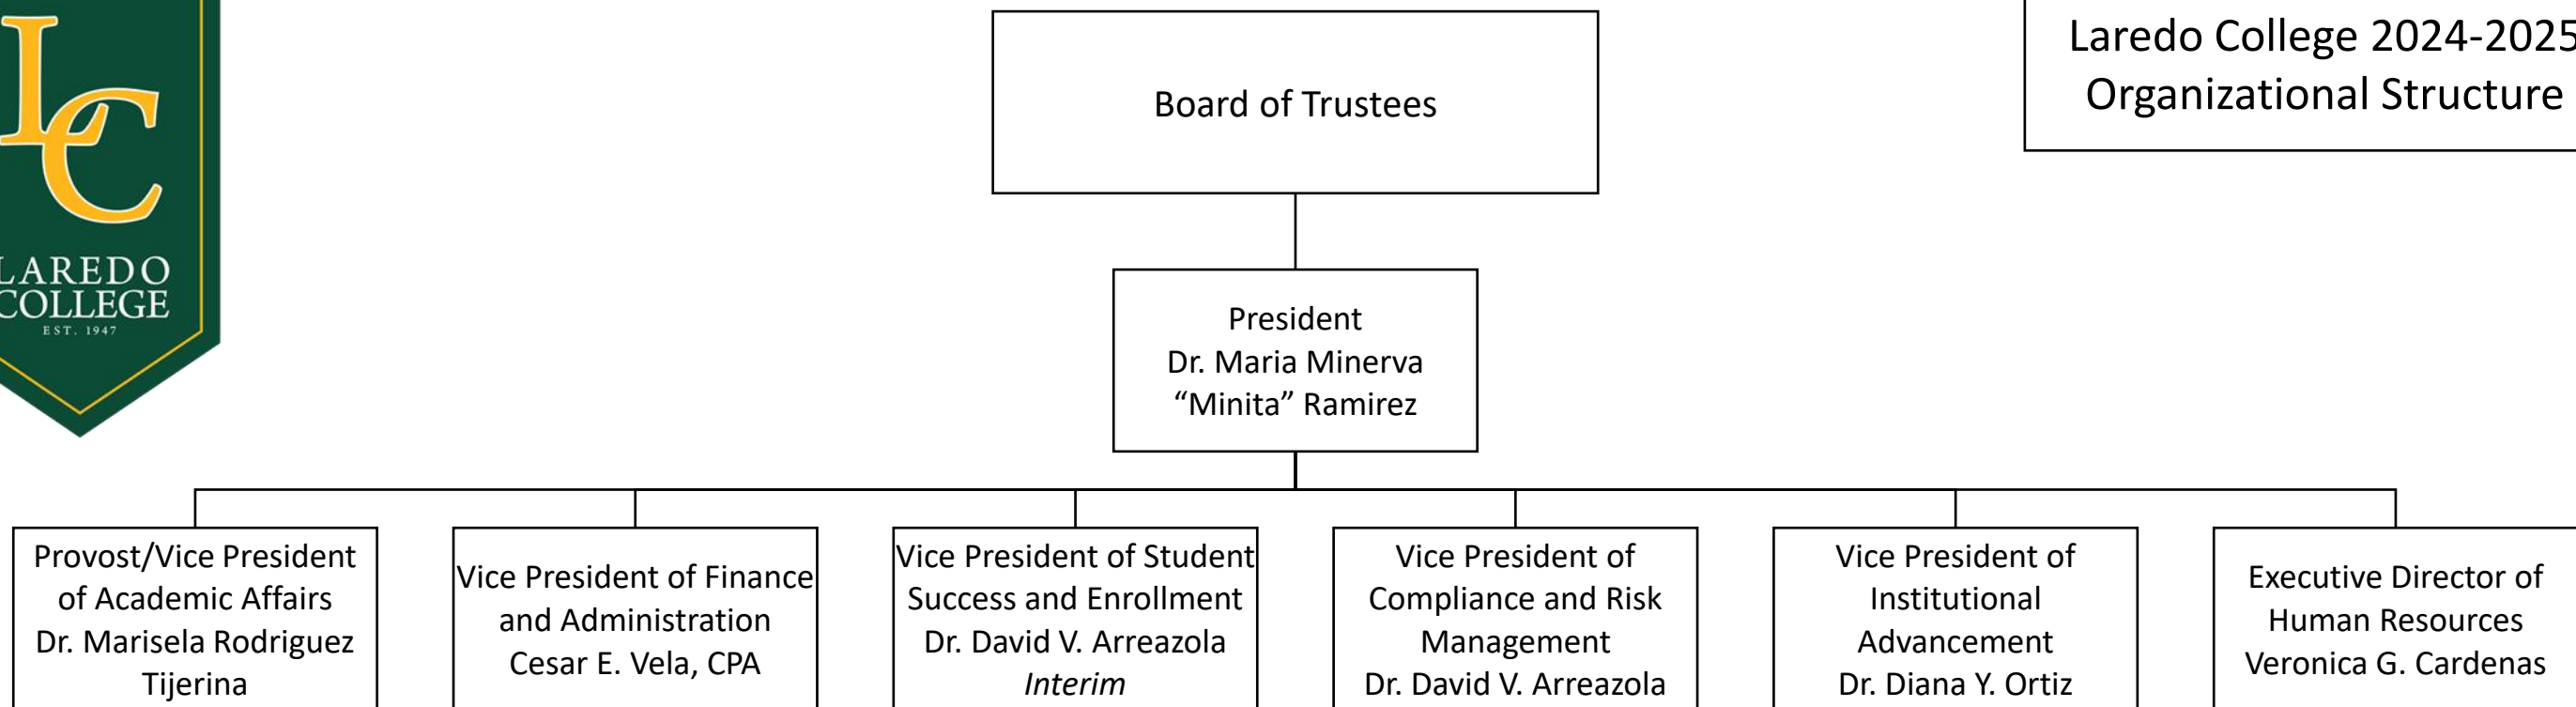 LC
LAREDO
COLLEGE
EST. 1947
Laredo College 2024-2025
Organizational Structure
Board of Trustees
President
Dr. Maria Minerva
“Minita” Ramirez
Provost/Vice President
of Academic Affairs
Dr. Marisela Rodriguez
Tijerina
Vice President of Finance
and Administration
Cesar E. Vela, CPA
Vice President of Student
Success and Enrollment
Dr. David V. Arreazola
Interim
Vice President of
Compliance and Risk
Management
Dr. David V. Arreazola
Vice President of
Institutional
Advancement
Dr. Diana Y. Ortiz
Executive Director of
Human Resources
Veronica G. Cardenas